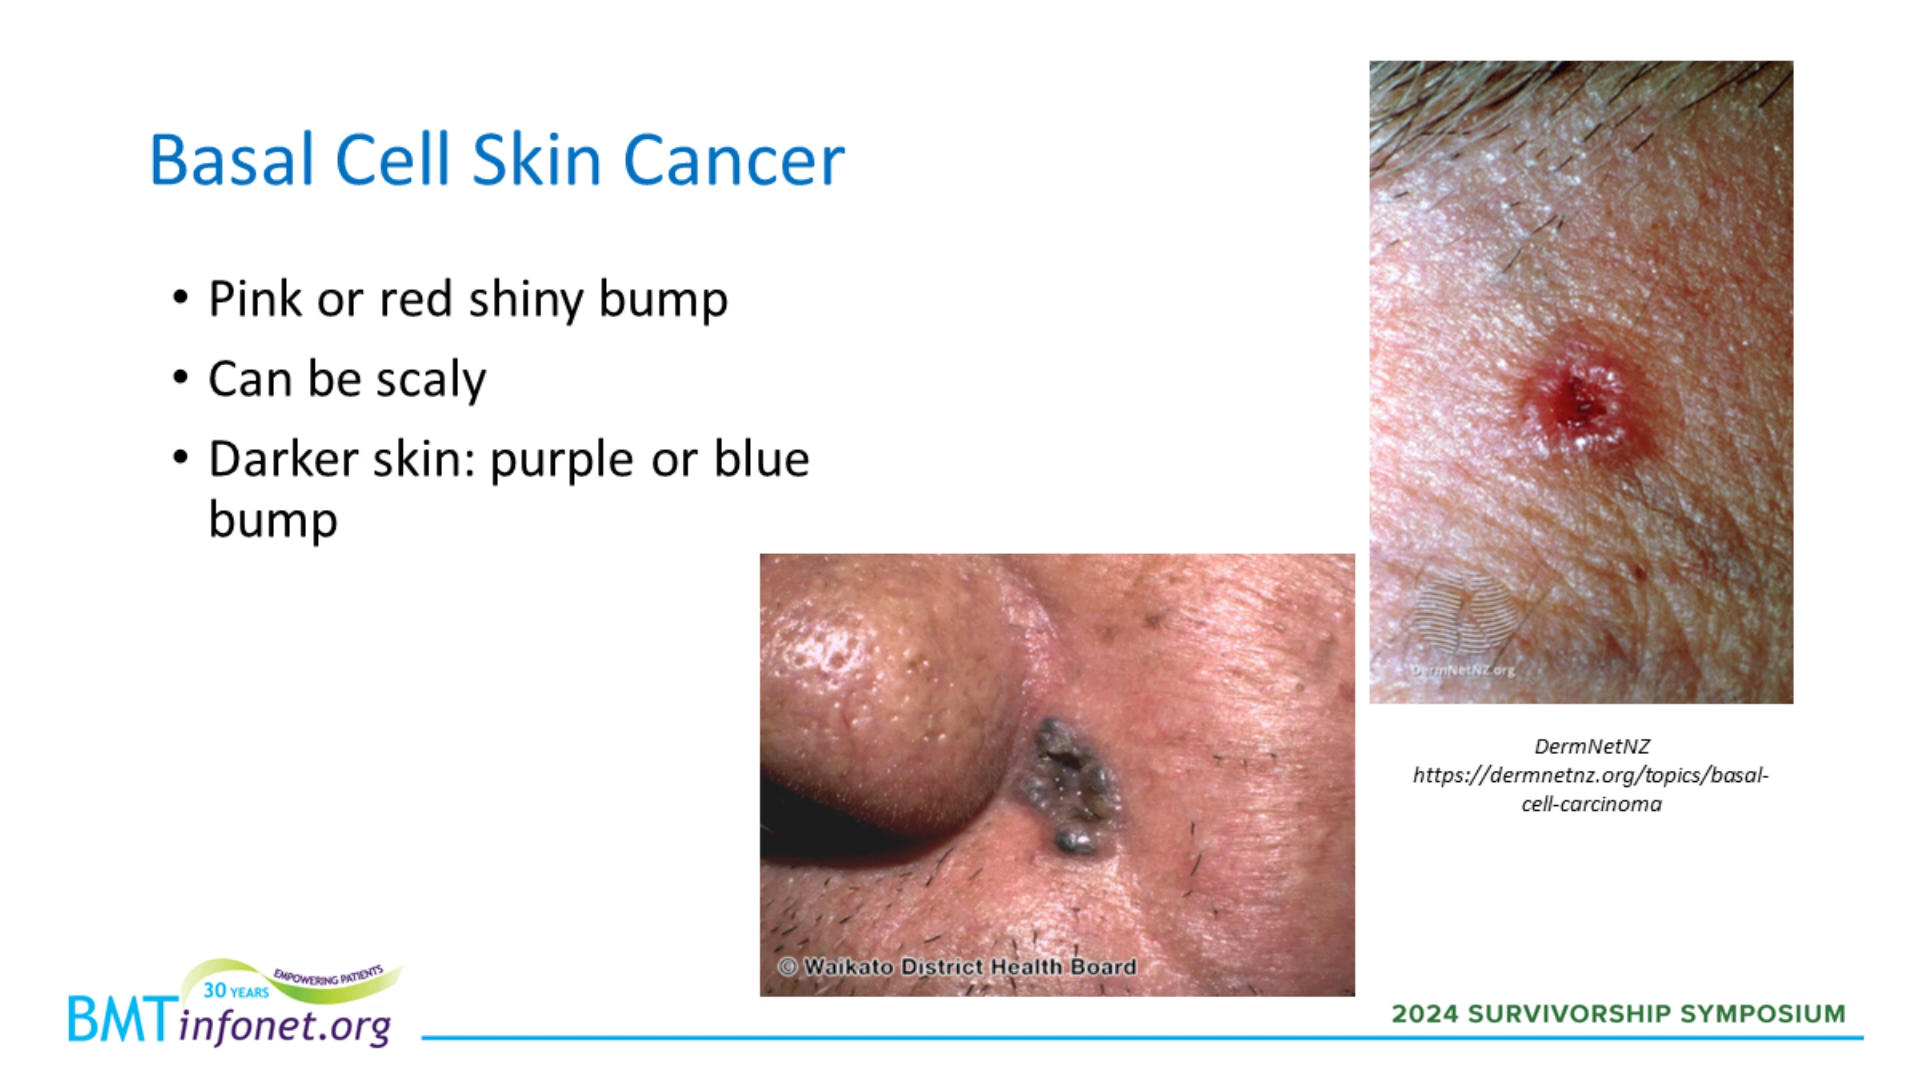 Basal Cell Skin Cancer
• Pink or red shiny bump
• Can be scaly
• Darker skin: purple or blue
bump
DermNetNZ.org
DermNetNZ
https://dermnetnz.org/topics/basal-
cell-carcinoma
© Waikato District Health Board
EMPOWERING PATIENTS
30 YEARS
BMTinfonet.org
2024 SURVIVORSHIP SYMPOSIUM